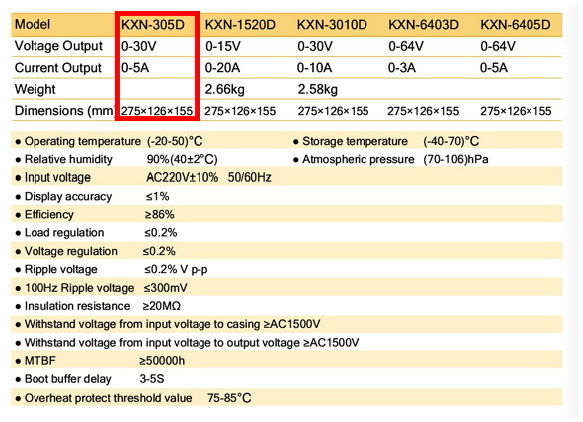 Model KXN-305D KXN-1520D KXN-3010D KXN-6403D KXN-6405D
Voltage Output 0-30V 0-15V 0-30V 0-64V 0-64V
Current Output 0-5A 0-20A 0-10A 0-3A 0-5A
Weight 2.66kg 2.58kg
Dimensions (mm) 275×126×155 275×126×155 275×126×155 275×126×155 275×126×155
● Operating temperature (-20-50)°C ● Storage temperature (-40-70)°C
● Relative humidity 90%(40±2°C) ● Atmospheric pressure (70-106)hPa
● Input voltage AC220V±10% 50/60Hz
● Display accuracy ≤1%
● Efficiency ≥86%
● Load regulation ≤0.2%
● Voltage regulation ≤0.2%
● Ripple voltage ≤0.2% V p-p
● 100Hz Ripple voltage ≤300mV
● Insulation resistance ≥20MΩ
● Withstand voltage from input voltage to casing ≥AC1500V
● Withstand voltage from input voltage to output voltage ≥AC1500V
● MTBF ≥50000h
● Boot buffer delay 3-5S
● Overheat protect threshold value 75-85°C